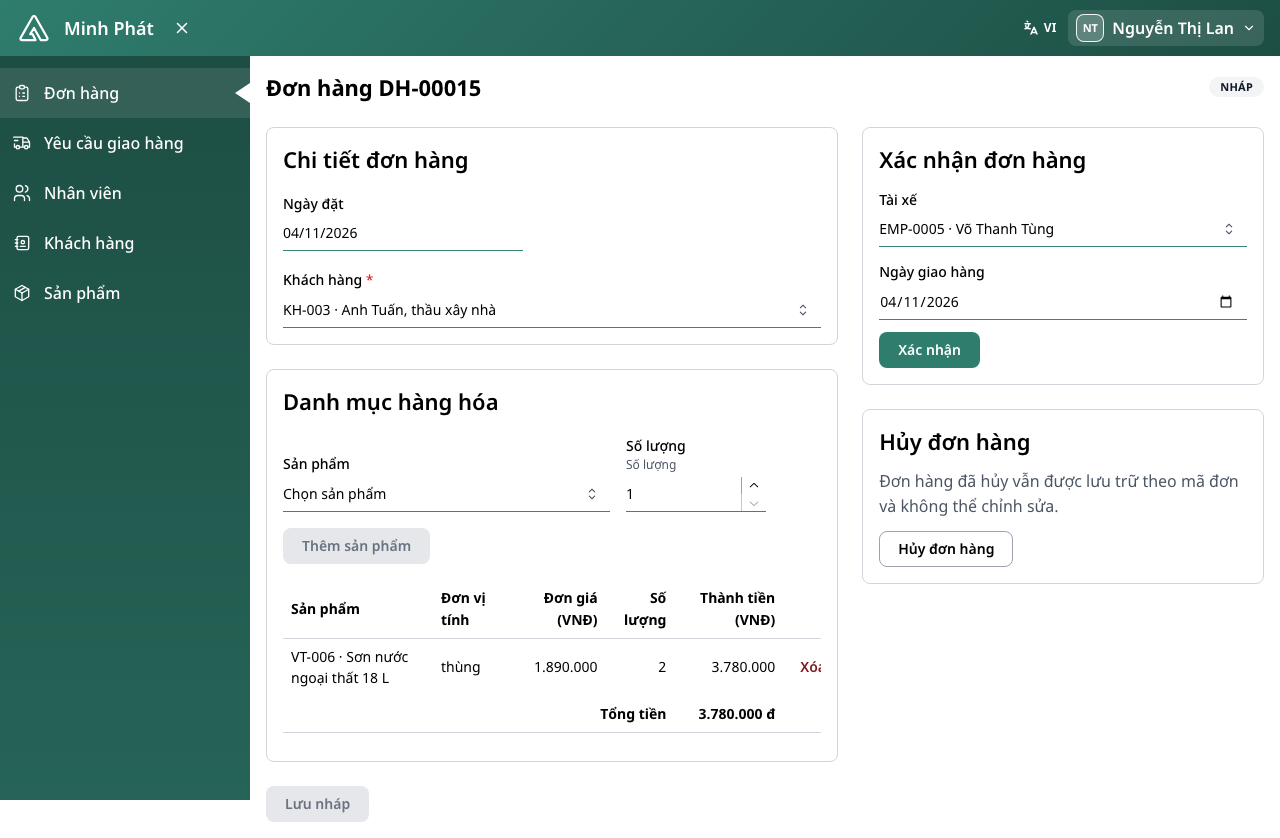 Minh Phát
VI
NT
Nguyễn Thị Lan
Đơn hàng
Yêu cầu giao hàng
Nhân viên
Khách hàng
Sản phẩm
Đơn hàng DH-00015
NHÁP
Chi tiết đơn hàng
Ngày đặt
04/11/2026
Khách hàng *
KH-003 · Anh Tuấn, thầu xây nhà
Danh mục hàng hóa
Sản phẩm
Chọn sản phẩm
Số lượng
Số lượng
1
Thêm sản phẩm
Sản phẩm
Đơn vị
tính
Đơn giá
(VNĐ)
Số
lượng
Thành tiền
(VNĐ)
VT-006 · Sơn nước
ngoại thất 18 L
thùng
1.890.000
2
3.780.000
Tổng tiền
3.780.000 đ
Lưu nháp
Xác nhận đơn hàng
Tài xế
EMP-0005 · Võ Thanh Tùng
Ngày giao hàng
04/11/2026
Xác nhận
Hủy đơn hàng
Đơn hàng đã hủy vẫn được lưu trữ theo mã đơn
và không thể chỉnh sửa.
Hủy đơn hàng